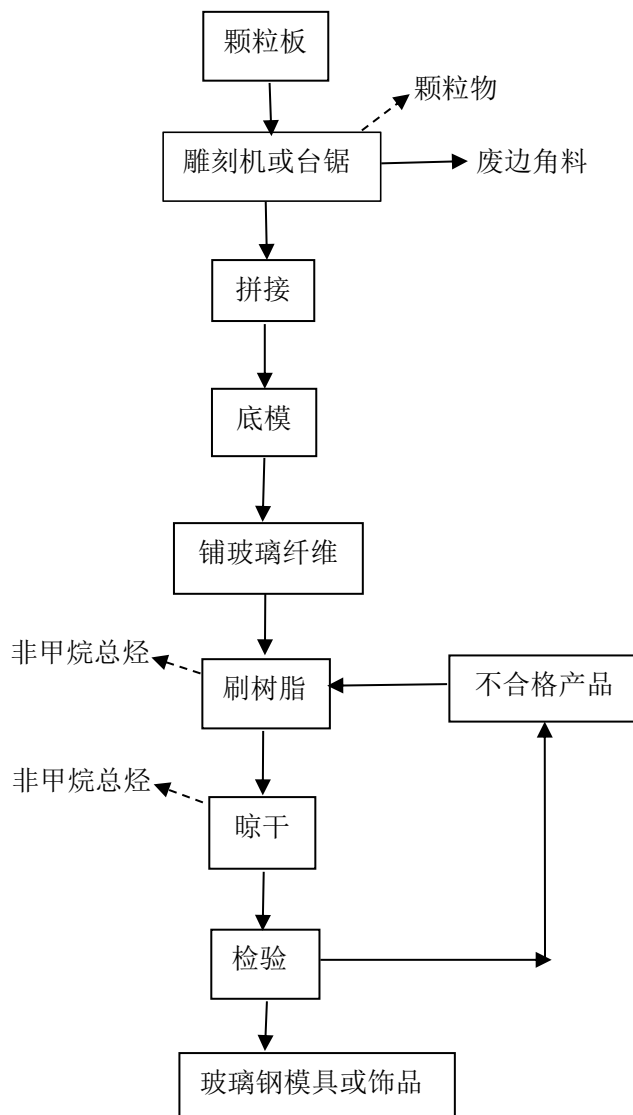 颗粒板
颗粒物
雕刻机或台锯
废边角料
拼接
底模
铺玻璃纤维
非甲烷总烃
刷树脂
不合格产品
非甲烷总烃
晾干
检验
玻璃钢模具或饰品